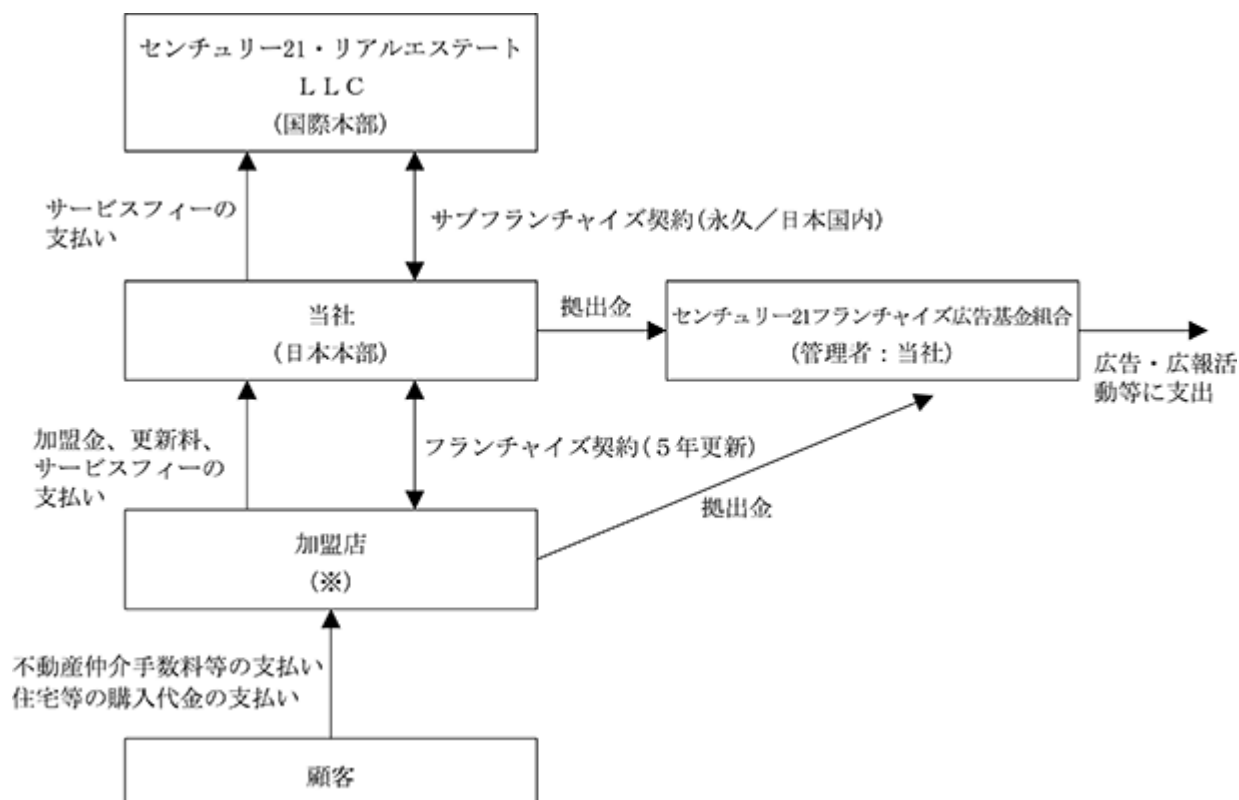 センチュリー21・リアルエステート
ＬＬＣ
(国際本部)
サービスフィーの
支払い
サブフランチャイズ契約(永久／日本国内)
当社
(日本本部)
拠出金
センチュリー21フランチャイズ広告基金組合
(管理者：当社)
広告・広報活
動等に支出
加盟金、更新料、
サービスフィーの
支払い
フランチャイズ契約(５年更新)
拠出金
加盟店
(※)
不動産仲介手数料等の支払い
住宅等の購入代金の支払い
顧客